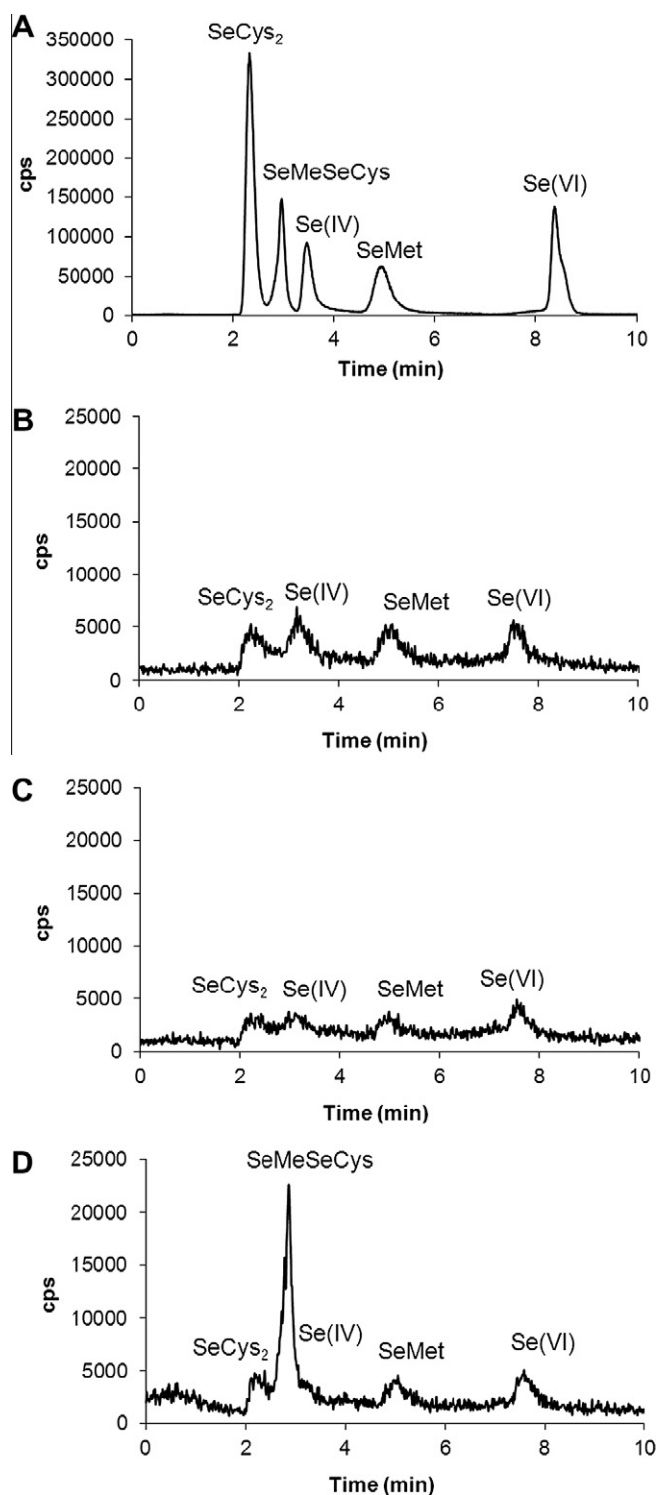 A
SeCys₂
350000
300000
250000
200000
150000
100000
50000
0
cps
SeMeSeCys
Se(IV)
SeMet
Se(VI)
0 2 4 6 8 10
Time (min)
B
25000
20000
15000
10000
5000
0
cps
SeCys₂ Se(IV) SeMet Se(VI)
0 2 4 6 8 10
Time (min)
C
25000
20000
15000
10000
5000
0
cps
SeCys₂ Se(IV) SeMet Se(VI)
0 2 4 6 8 10
Time (min)
D
SeMeSeCys
25000
20000
15000
10000
5000
0
cps
SeCys₂ Se(IV) SeMet Se(VI)
0 2 4 6 8 10
Time (min)